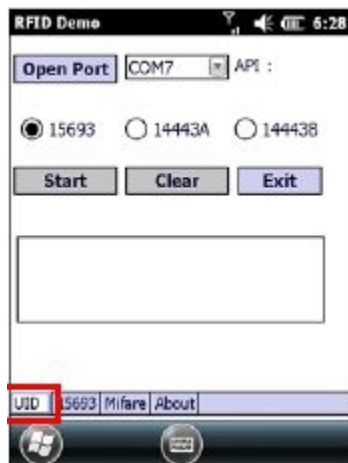 RFID Demo 6:28
Open Port COM7 API :
15693 14443A 14443B
Start Clear Exit
UID 15693 Mifare About